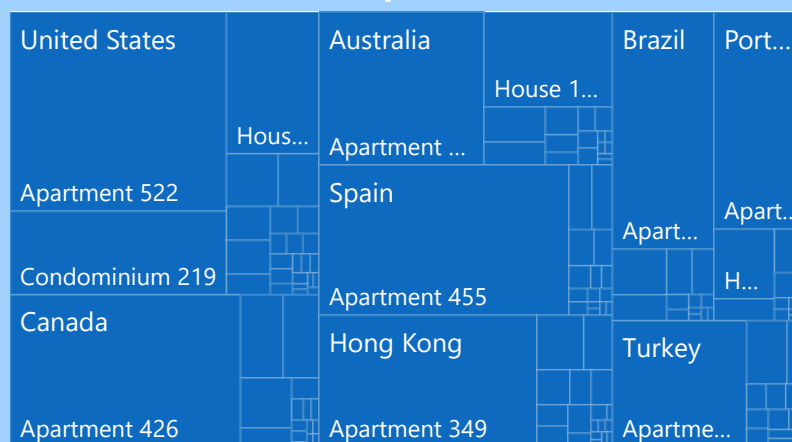 United States
Hous...
Apartment 522
Condominium 219
Canada
Apartment 426
Australia
House 1...
Apartment ...
Spain
Apartment 455
Hong Kong
Apartment 349
Brazil
Apart...
Port...
Apart...
H...
Turkey
Apartme...